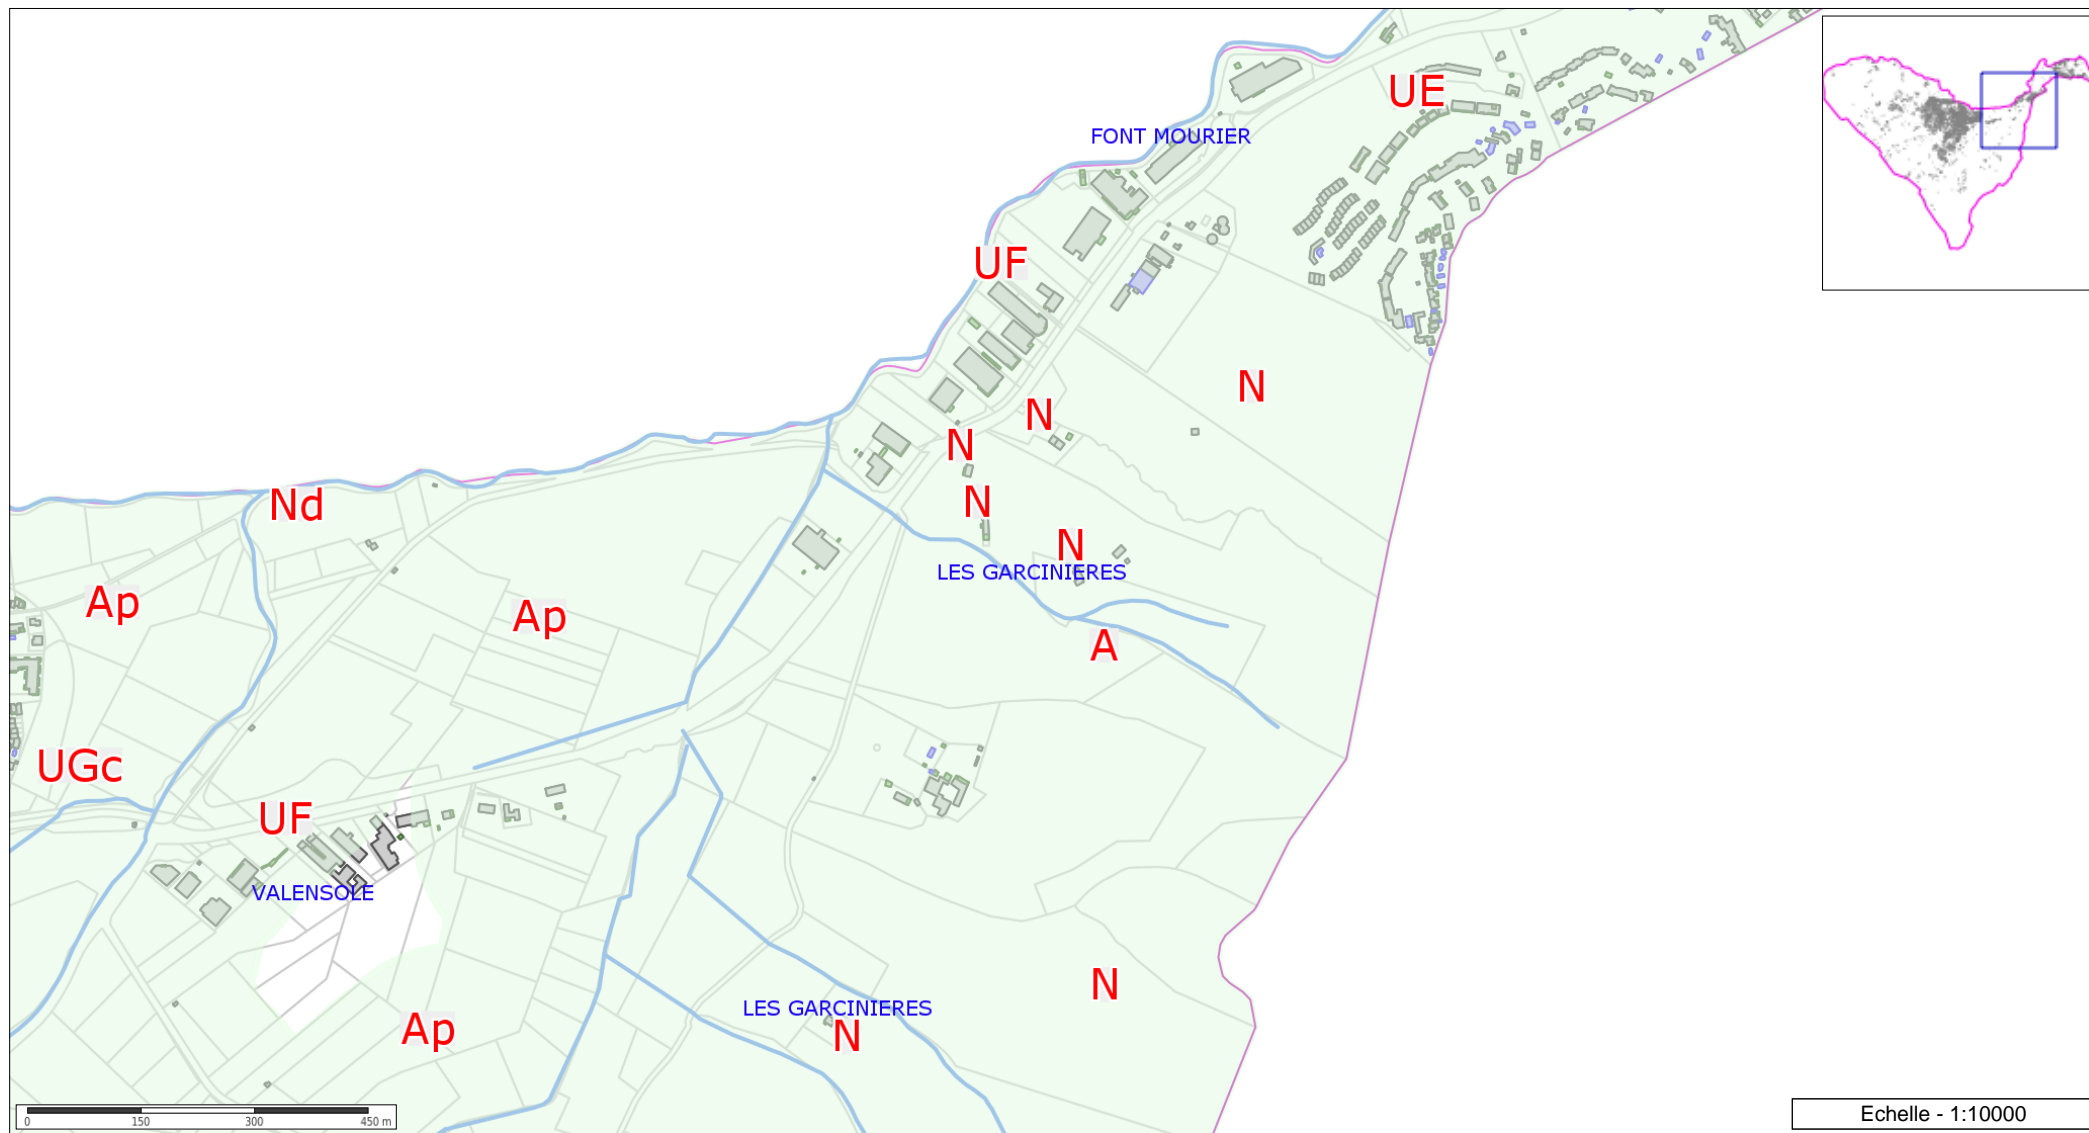 UE
FONT MOURIER
UF
N
N
N
N
Nd
N
LES GARCINIERES
Ap
Ap
A
UGc
UF
VALENSOLE
N
LES GARCINIERES
Ap
N
0 150 300 450 m
Echelle - 1:10000